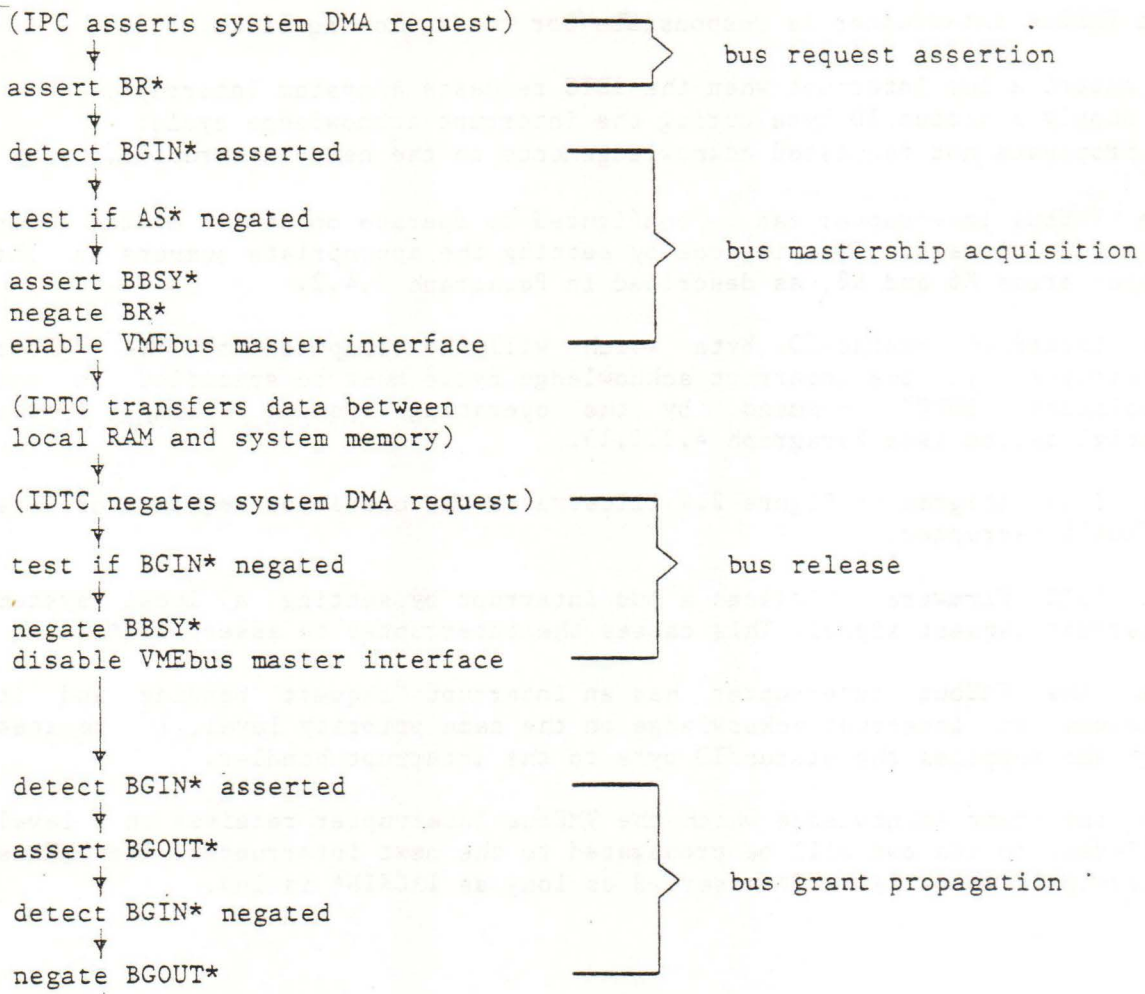 (IPC asserts system DMA request)
bus request assertion
assert BR*
detect BGIN* asserted
test if AS* negated
bus mastership acquisition
assert BBSY*
negate BR*
enable VMEbus master interface
(IDTC transfers data between
local RAM and system memory)
(IDTC negates system DMA request)
test if BGIN* negated
bus release
negate BBSY*
disable VMEbus master interface
detect BGIN* asserted
assert BGOUT*
bus grant propagation
detect BGIN* negated
negate BGOUT*